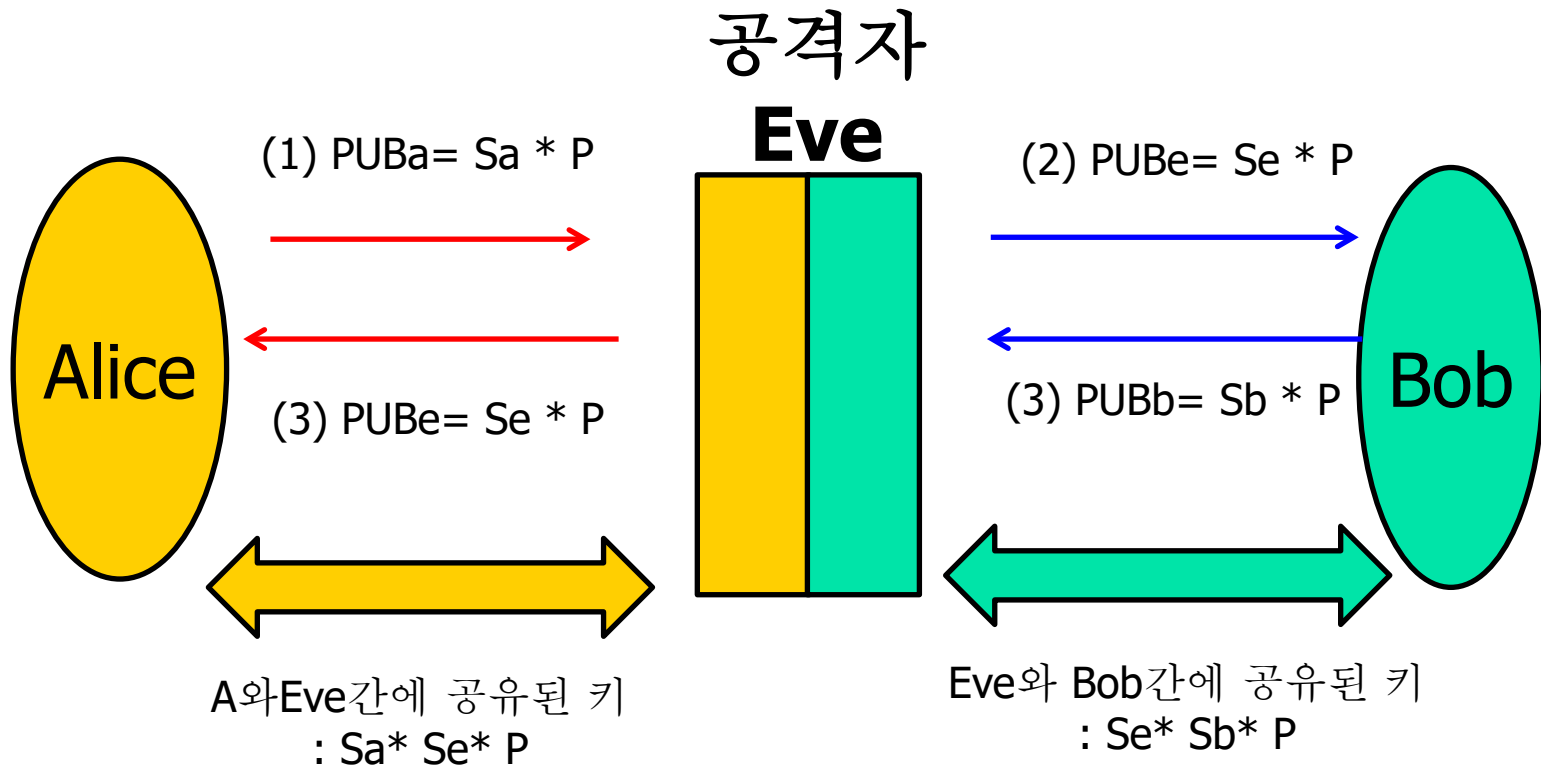 공격자
Eve
(1) PUBa= Sa * P
(2) PUBe= Se * P
Alice
Bob
(3) PUBe= Se * P
(3) PUBb= Sb * P
A와Eve간에 공유된 키
: Sa* Se* P
Eve와 Bob간에 공유된 키
: Se* Sb* P